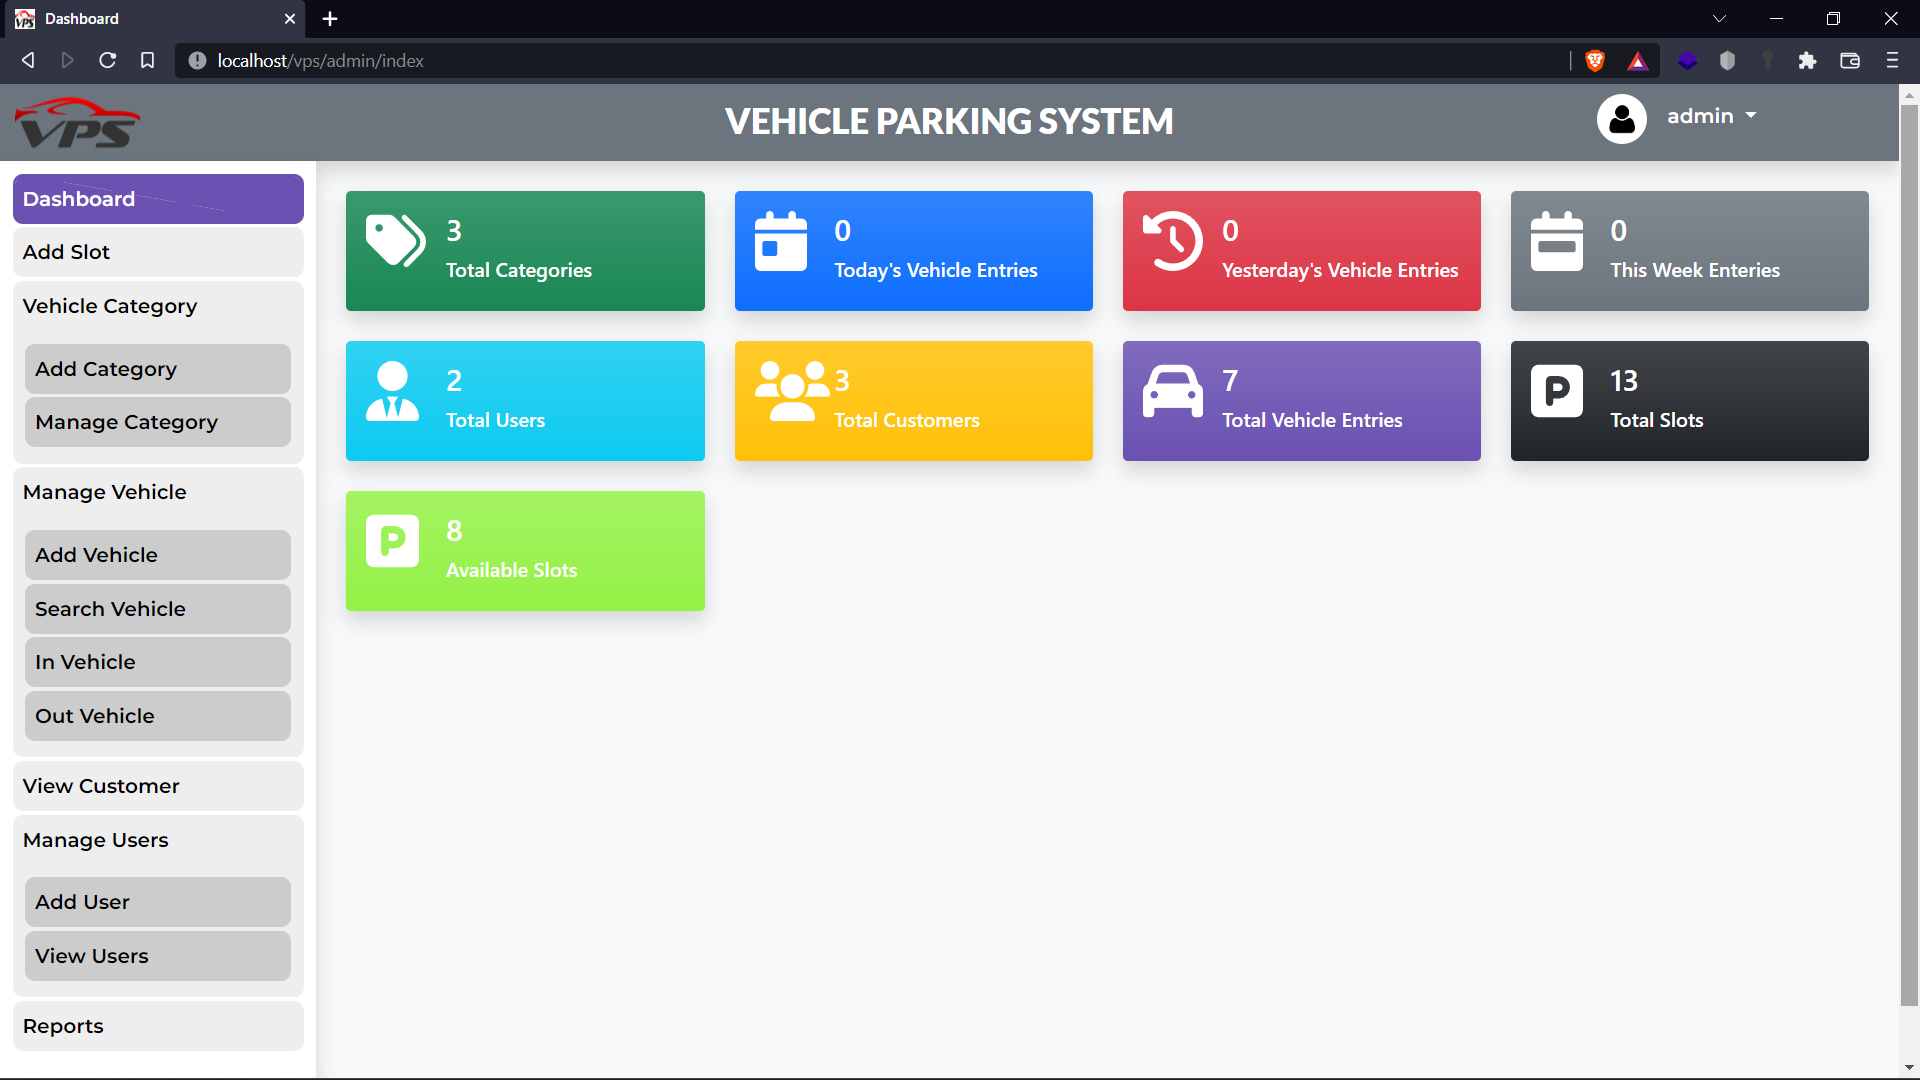 VPS Dashboard
localhost/vps/admin/index
VPS
VEHICLE PARKING SYSTEM
admin
Dashboard
Add Slot
Vehicle Category
Add Category
Manage Category
Manage Vehicle
Add Vehicle
Search Vehicle
In Vehicle
Out Vehicle
View Customer
Manage Users
Add User
View Users
Reports
3
Total Categories
0
Today's Vehicle Entries
0
Yesterday's Vehicle Entries
0
This Week Enteries
2
Total Users
3
Total Customers
7
Total Vehicle Entries
P
13
Total Slots
P
8
Available Slots